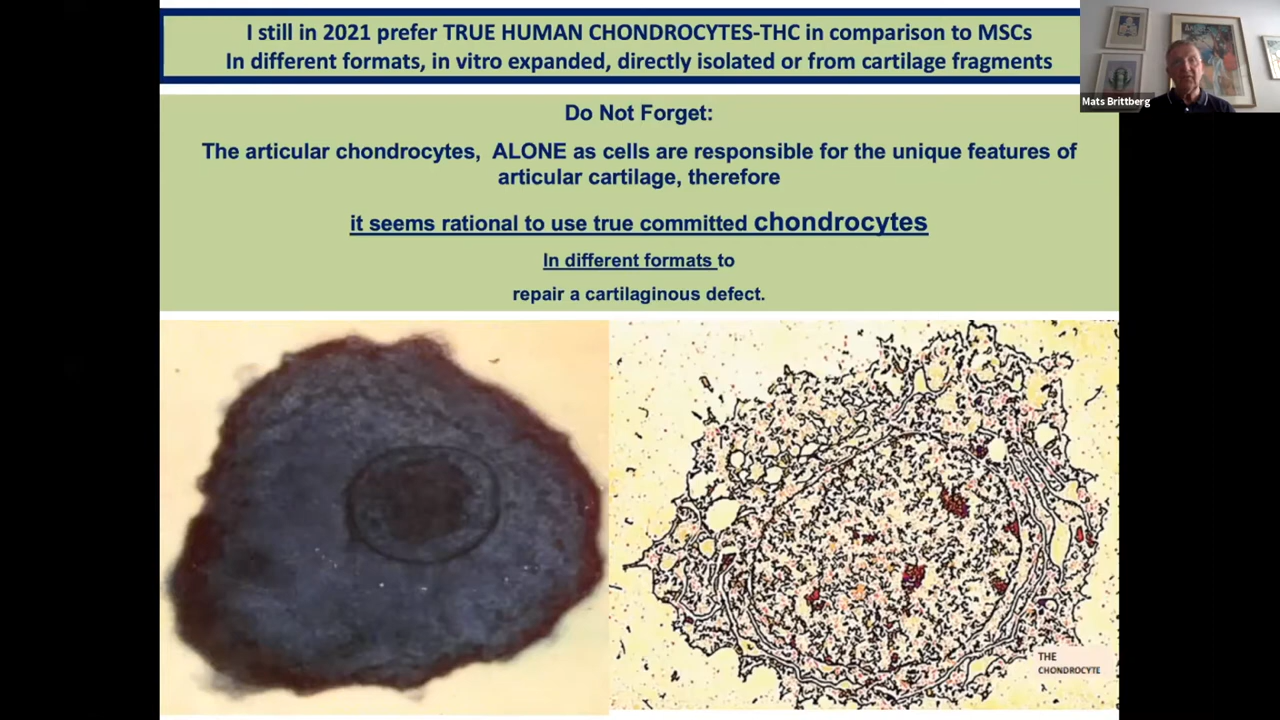 I still in 2021 prefer TRUE HUMAN CHONDROCYTES-THC in comparison to MSCs
In different formats, in vitro expanded, directly isolated or from cartilage fragments
Mats Brittberg
Do Not Forget:
The articular chondrocytes, ALONE as cells are responsible for the unique features of
articular cartilage, therefore
it seems rational to use true committed chondrocytes
In different formats to
repair a cartilaginous defect.
THE
CHONDROCYTE